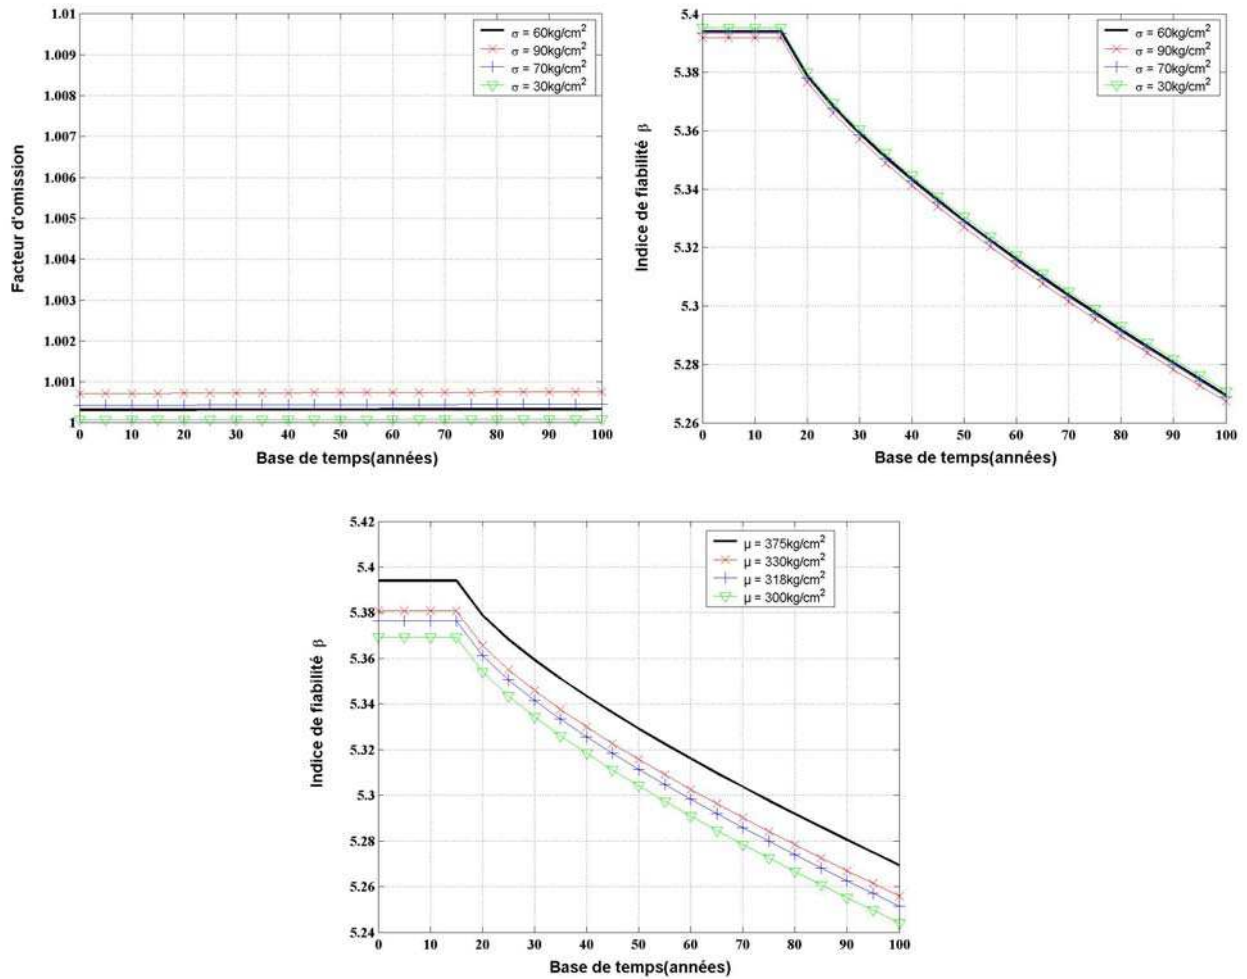 1.01
1.009
1.008
1.007
1.006
1.005
1.004
1.003
1.002
1.001
1
Facteur d'omission
σ = 60kg/cm²
σ = 90kg/cm²
σ = 70kg/cm²
σ = 30kg/cm²
0 10 20 30 40 50 60 70 80 90 100
Base de temps(années)
5.4
5.38
5.36
5.34
5.32
5.3
5.28
5.26
Indice de fiabilité β
σ = 60kg/cm²
σ = 90kg/cm²
σ = 70kg/cm²
σ = 30kg/cm²
0 10 20 30 40 50 60 70 80 90 100
Base de temps(années)
5.42
5.4
5.38
5.36
5.34
5.32
5.3
5.28
5.26
5.24
Indice de fiabilité β
μ = 375kg/cm²
μ = 330kg/cm²
μ = 318kg/cm²
μ = 300kg/cm²
0 10 20 30 40 50 60 70 80 90 100
Base de temps(années)